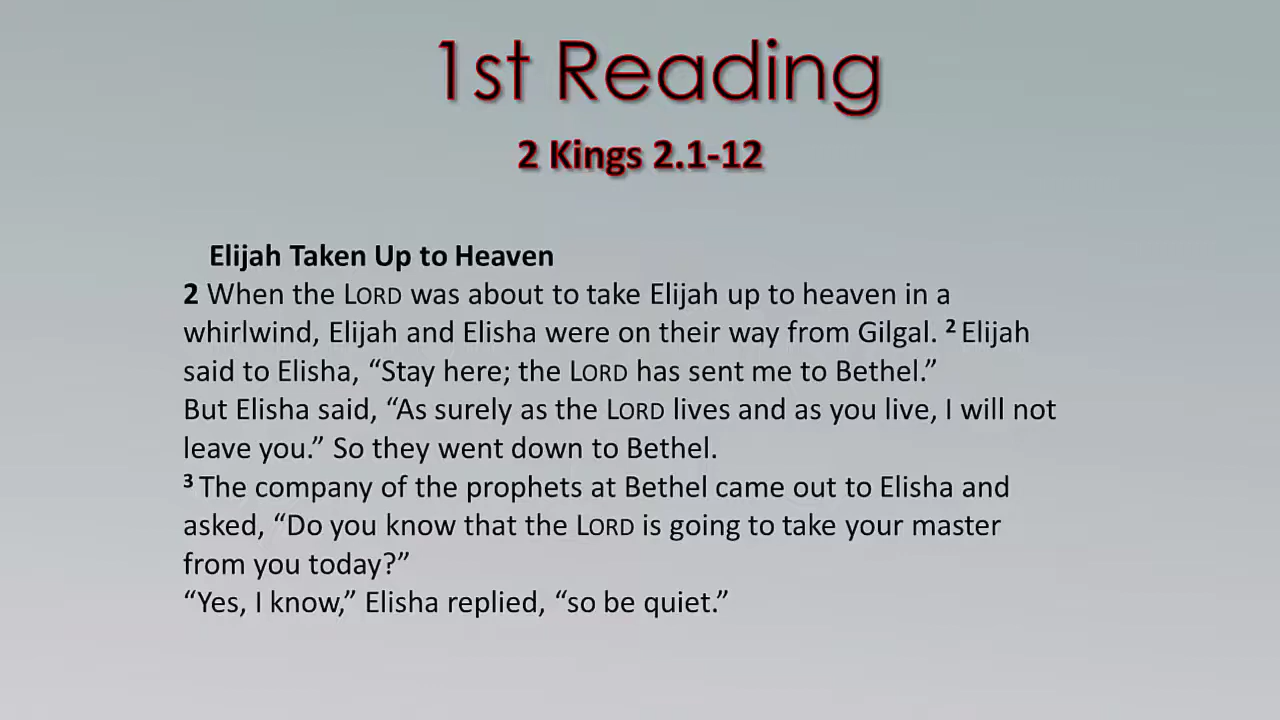 1st Reading
2 Kings 2.1-12
Elijah Taken Up to Heaven
2 When the LORD was about to take Elijah up to heaven in a
whirlwind, Elijah and Elisha were on their way from Gilgal. 2 Elijah
said to Elisha, “Stay here; the LORD has sent me to Bethel.”
But Elisha said, “As surely as the LORD lives and as you live, I will not
leave you.” So they went down to Bethel.
3 The company of the prophets at Bethel came out to Elisha and
asked, “Do you know that the LORD is going to take your master
from you today?”
“Yes, I know,” Elisha replied, “so be quiet.”